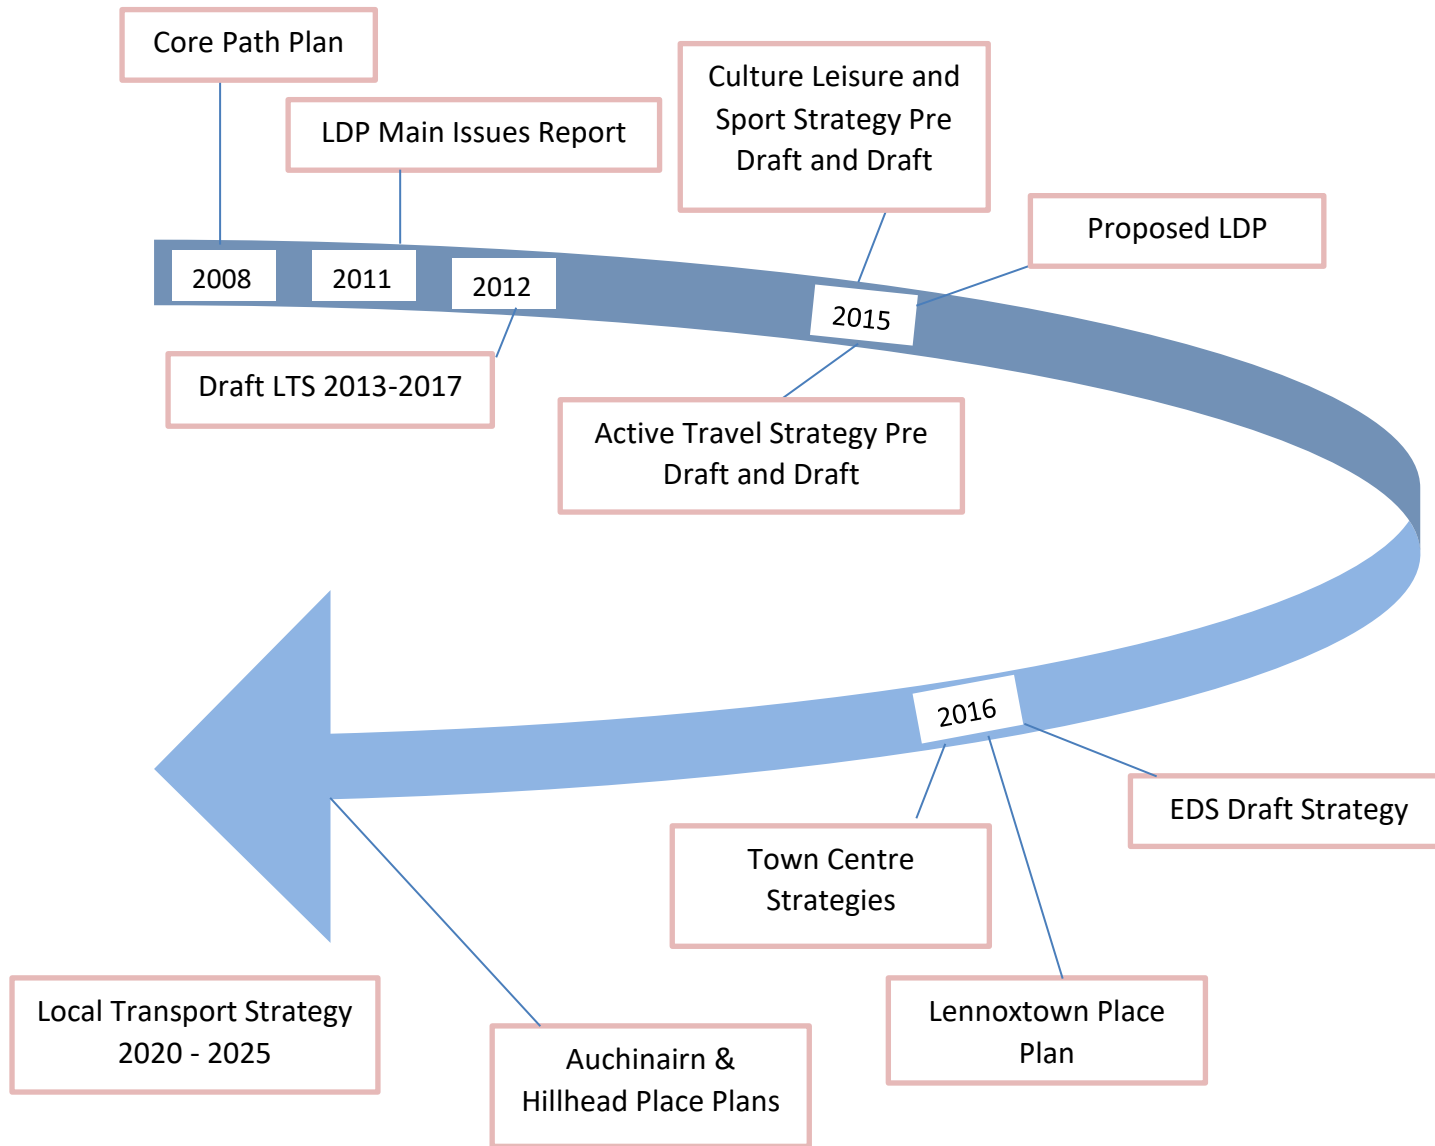 Core Path Plan
LDP Main Issues Report
Culture Leisure and
Sport Strategy Pre
Draft and Draft
Proposed LDP
2008
2011
2012
2015
Draft LTS 2013-2017
Active Travel Strategy Pre
Draft and Draft
2016
EDS Draft Strategy
Town Centre
Strategies
Lennoxtown Place
Plan
Auchinairn &
Hillhead Place Plans
Local Transport Strategy
2020 - 2025